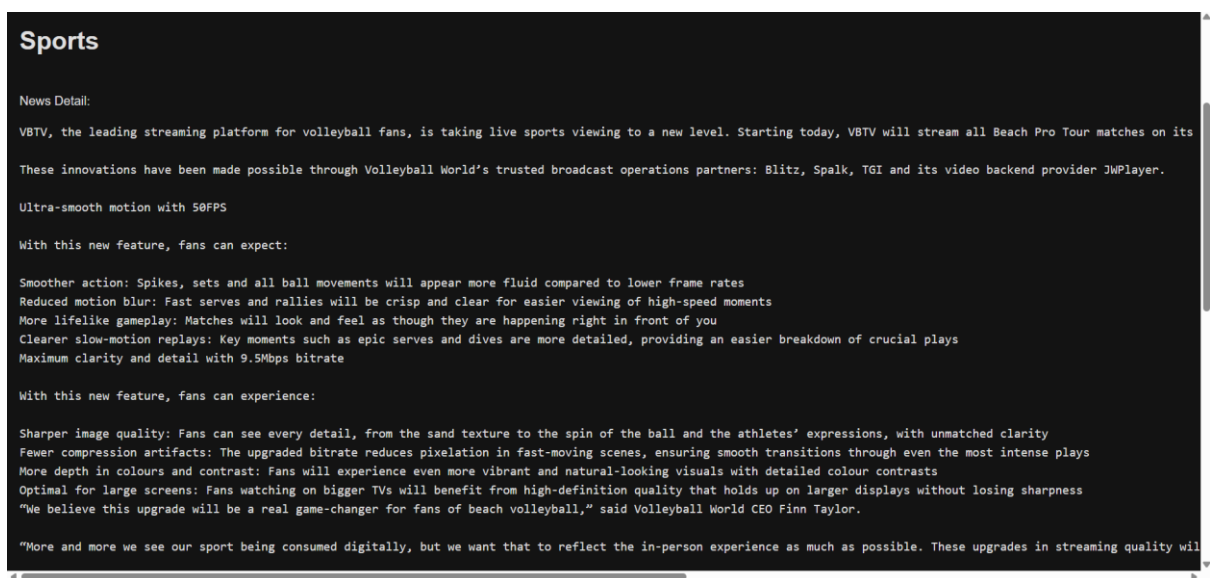 Sports
News Detail:
VBTV, the leading streaming platform for volleyball fans, is taking live sports viewing to a new level. Starting today, VBTV will stream all Beach Pro Tour matches on its
These innovations have been made possible through Volleyball World’s trusted broadcast operations partners: Blitz, Spalk, TGI and its video backend provider JWPlayer.
Ultra-smooth motion with 50FPS
With this new feature, fans can expect:
Smoother action: Spikes, sets and all ball movements will appear more fluid compared to lower frame rates
Reduced motion blur: Fast serves and rallies will be crisp and clear for easier viewing of high-speed moments
More lifelike gameplay: Matches will look and feel as though they are happening right in front of you
Clearer slow-motion replays: Key moments such as epic serves and dives are more detailed, providing an easier breakdown of crucial plays
Maximum clarity and detail with 9.5Mbps bitrate
With this new feature, fans can experience:
Sharper image quality: Fans can see every detail, from the sand texture to the spin of the ball and the athletes’ expressions, with unmatched clarity
Fewer compression artifacts: The upgraded bitrate reduces pixelation in fast-moving scenes, ensuring smooth transitions through even the most intense plays
More depth in colours and contrast: Fans will experience even more vibrant and natural-looking visuals with detailed colour contrasts
Optimal for large screens: Fans watching on bigger TVs will benefit from high-definition quality that holds up on larger displays without losing sharpness
“We believe this upgrade will be a real game-changer for fans of beach volleyball,” said Volleyball World CEO Finn Taylor.
“More and more we see our sport being consumed digitally, but we want that to reflect the in-person experience as much as possible. These upgrades in streaming quality wil